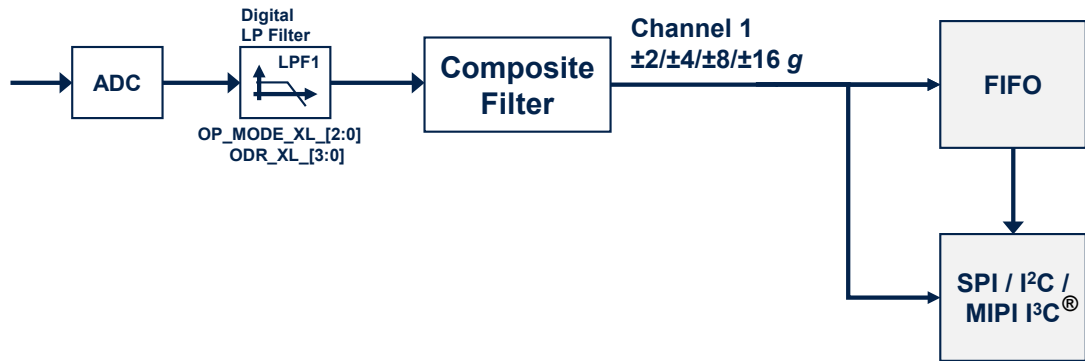 Digital
LP Filter
LPF1
ADC
OP_MODE_XL_[2:0]
ODR_XL_[3:0]
Composite
Filter
Channel 1
±2/±4/±8/±16 g
FIFO
SPI / I²C /
MIPI I³C®